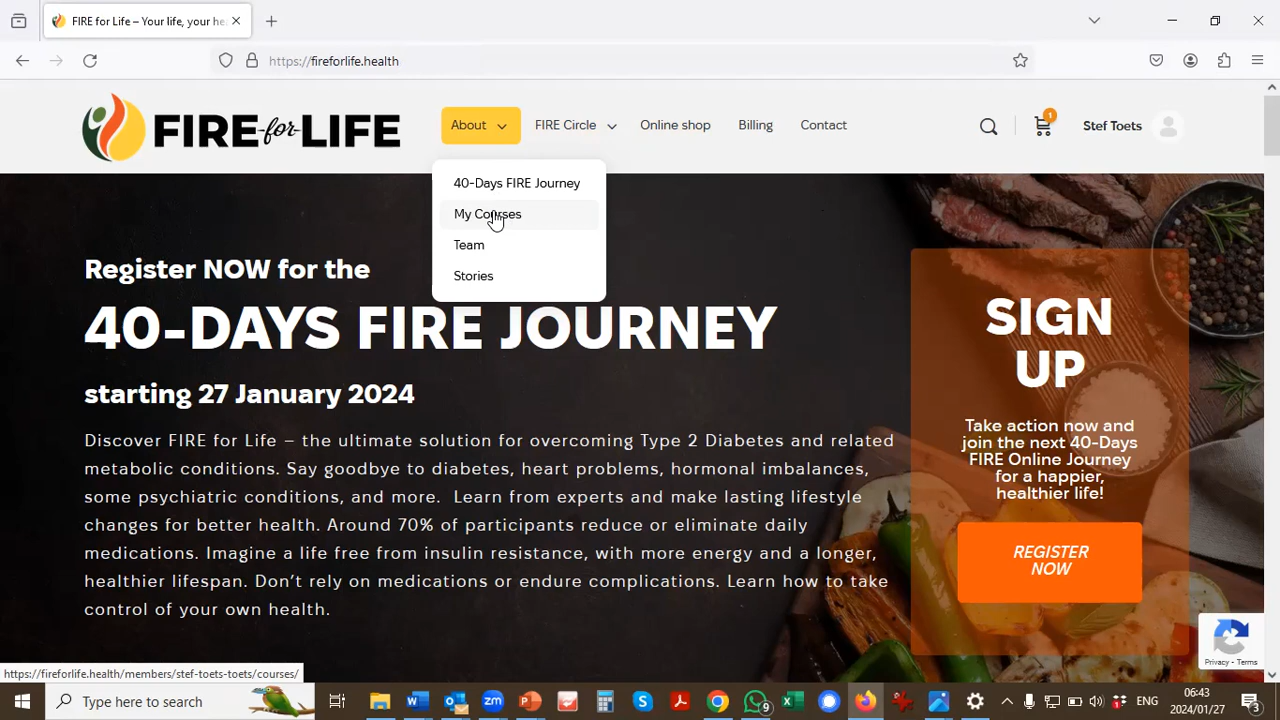 FIRE for Life – Your life, your he
https://fireforlife.health
FIRE for LIFE
About
FIRE Circle
Online shop
Billing
Contact
1
Stef Toets
40-Days FIRE Journey
My Courses
Team
Stories
Register NOW for the
40-DAYS FIRE JOURNEY
starting 27 January 2024
Discover FIRE for Life – the ultimate solution for overcoming Type 2 Diabetes and related
metabolic conditions. Say goodbye to diabetes, heart problems, hormonal imbalances,
some psychiatric conditions, and more. Learn from experts and make lasting lifestyle
changes for better health. Around 70% of participants reduce or eliminate daily
medications. Imagine a life free from insulin resistance, with more energy and a longer,
healthier lifespan. Don't rely on medications or endure complications. Learn how to take
control of your own health.
SIGN
UP
Take action now and
join the next 40-Days
FIRE Online Journey
for a happier,
healthier life!
REGISTER
NOW
Privacy - Terms
https://fireforlife.health/members/stef-toets-toets/courses/
Type here to search
9
ENG
06:43
2024/01/27
3